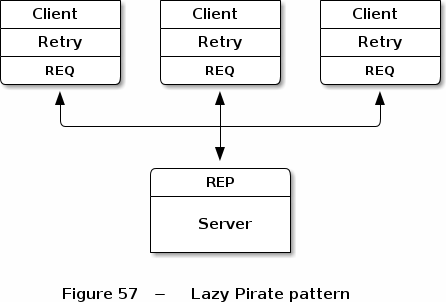 Client Client Client
Retry Retry Retry
REQ REQ REQ
REP
Server
Figure 57 – Lazy Pirate pattern